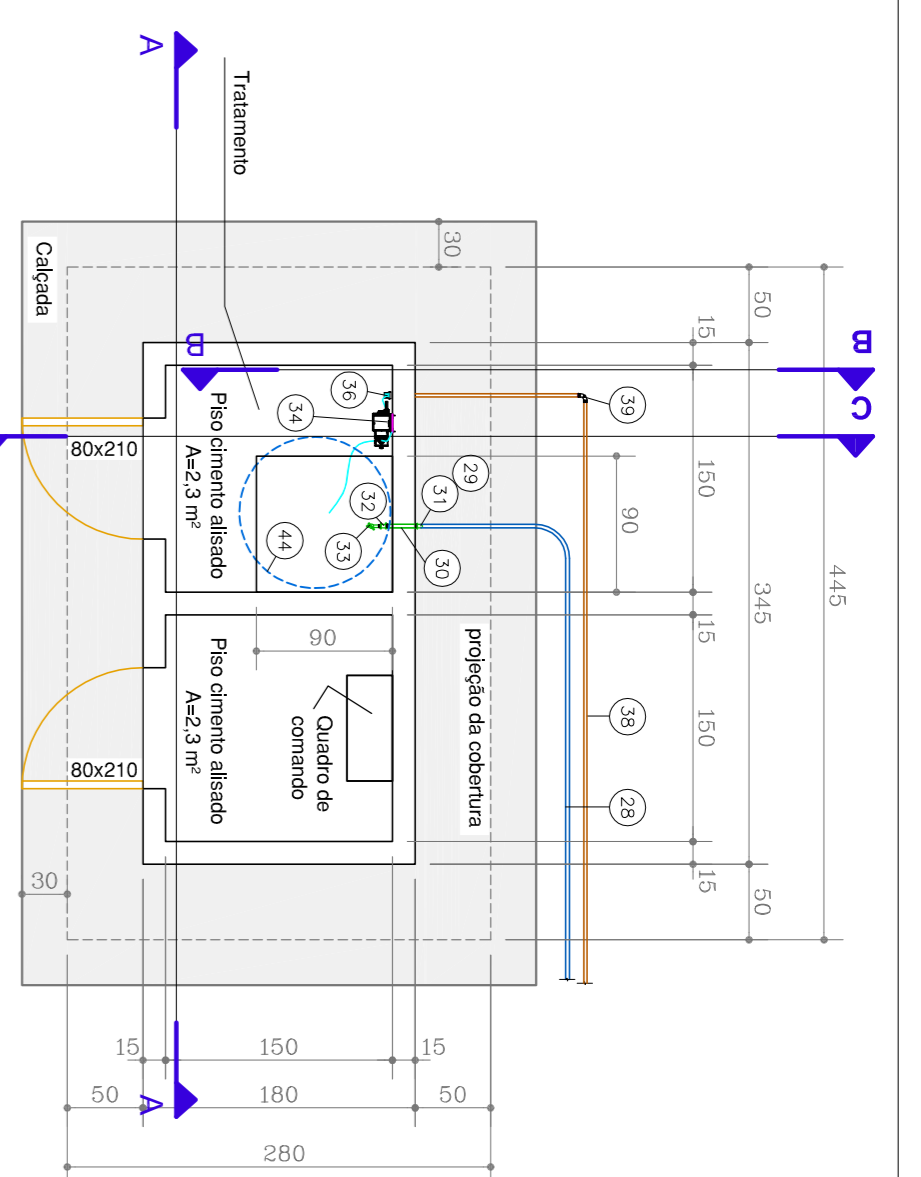 A
Tratamento
30
Calçada
B
B
C
39
445
50
345
50
15
150
15
150
15
90
36
34
Piso cimento alisado
A=2,3 m²
80x210
29
31
32
33
30
44
projeção da cobertura
90
Quadro de
comando
Piso cimento alisado
A=2,3 m²
80x210
38
28
30
15
150
15
50
180
50
280
A